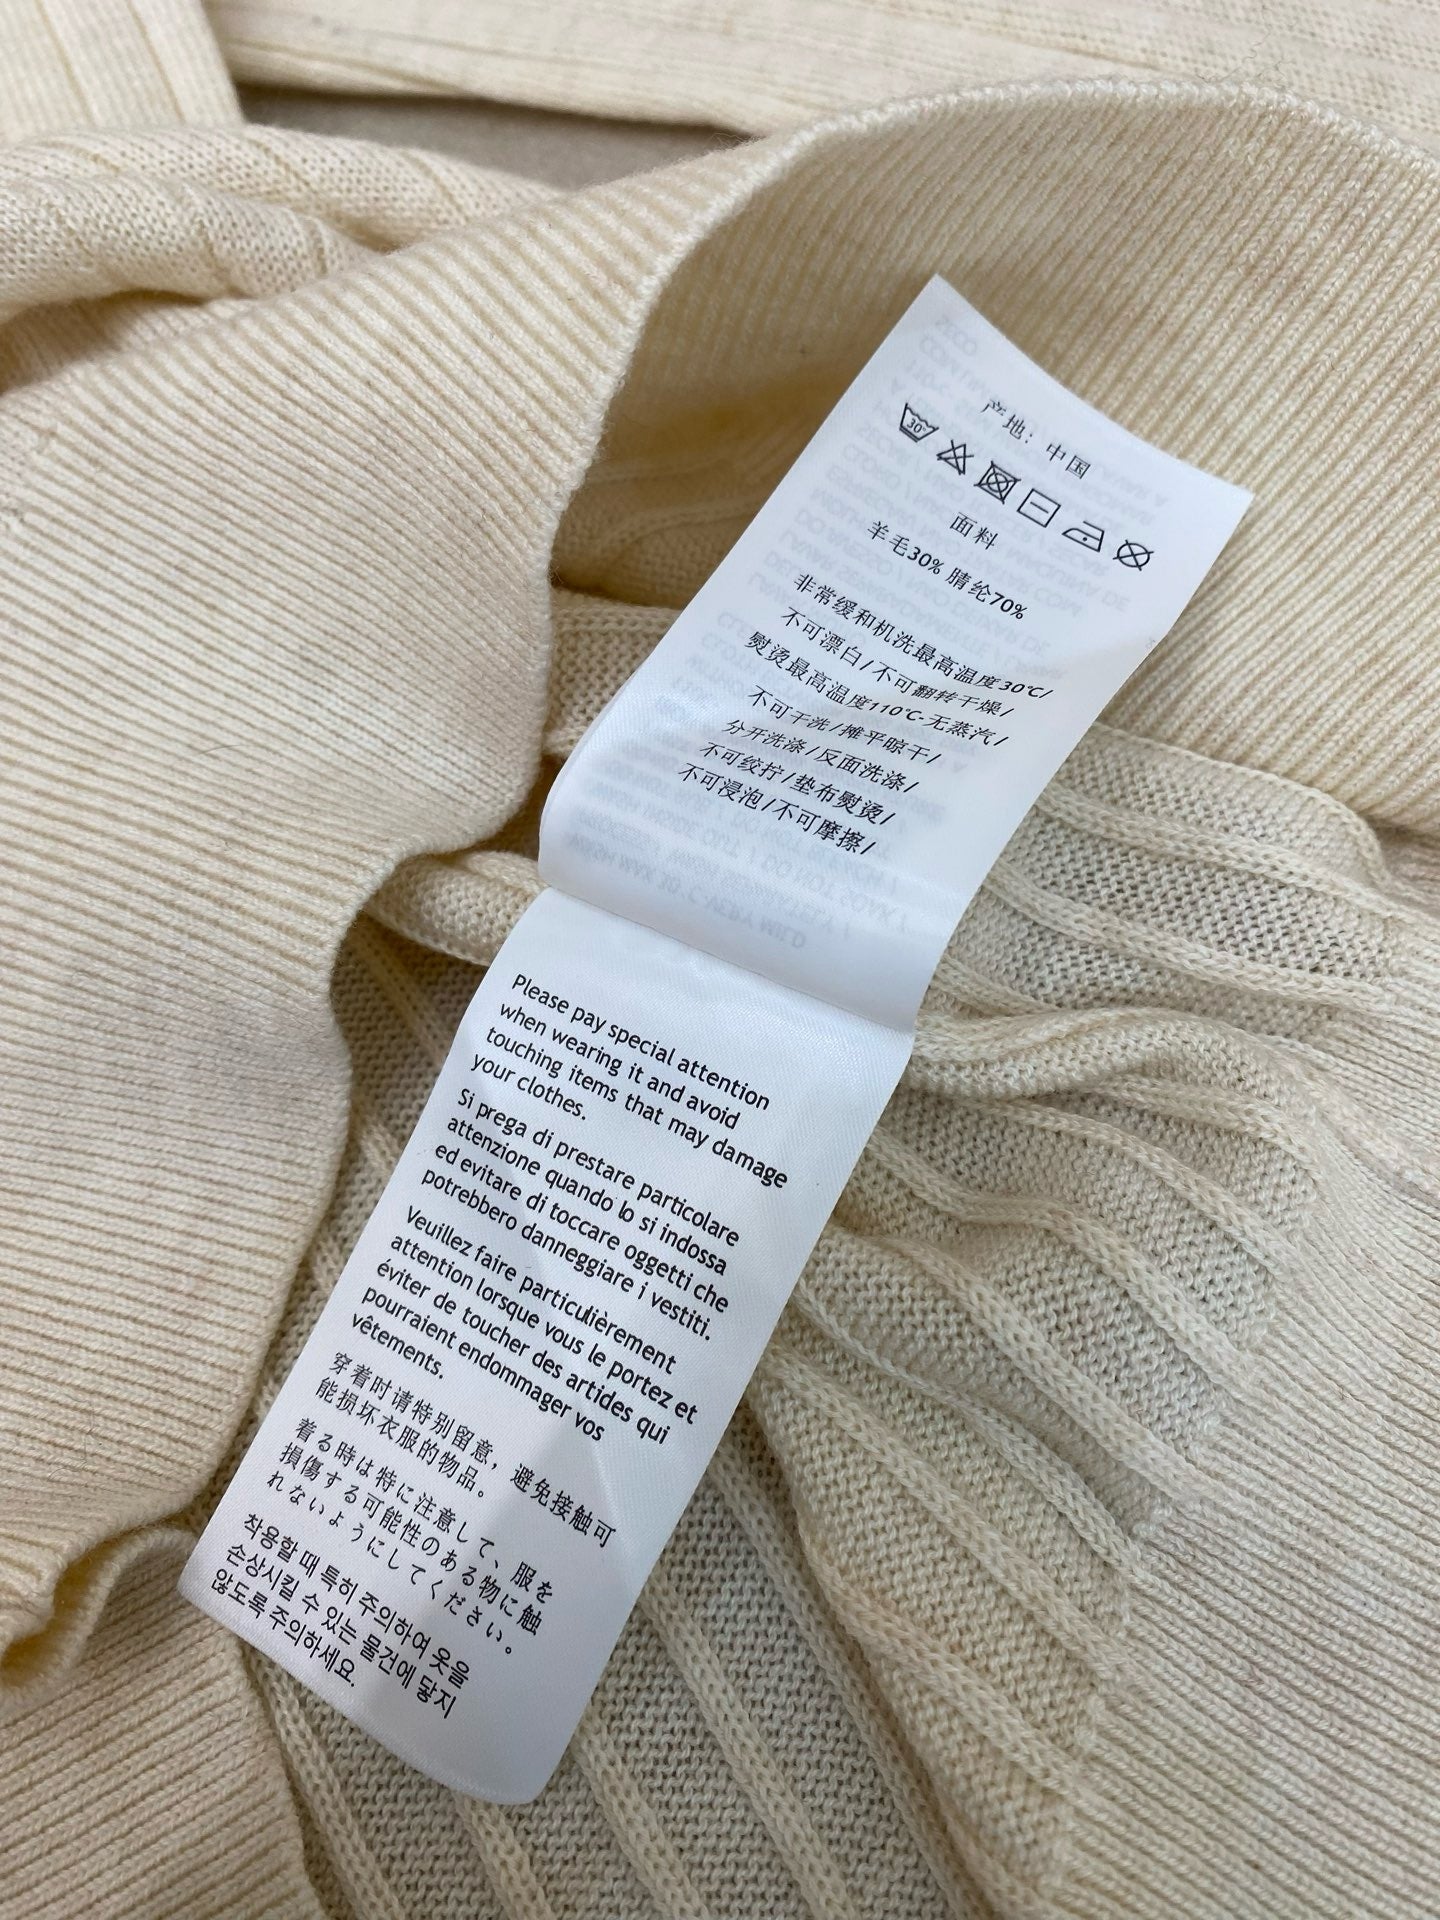 产地：中国
30°
面料
羊毛30% 腈纶70%
非常缓和机洗最高温度30℃/
不可漂白/不可翻转干燥/
熨烫最高温度110℃-无蒸汽/
不可干洗/摊平晾干/
分开洗涤/反面洗涤/
不可绞拧/垫布熨烫/
不可浸泡/不可摩擦/
Please pay special attention
when wearing it and avoid
touching items that may damage
your clothes.
Si prega di prestare particolare
attenzione quando lo si indossa
ed evitare di toccare oggetti che
potrebbero danneggiare i vestiti.
Veuillez faire particulièrement
attention lorsque vous le portez et
éviter de toucher des artides qui
pourraient endommager vos
vêtements.
穿着时请特别留意，避免接触可
能损坏衣服的物品。
着る時は特に注意して、服を
損傷する可能性のある物に触
れないようにしてください。
착용할 때 특히 주의하여 옷을
손상시킬 수 있는 물건에 닿지
않도록 주의하세요.